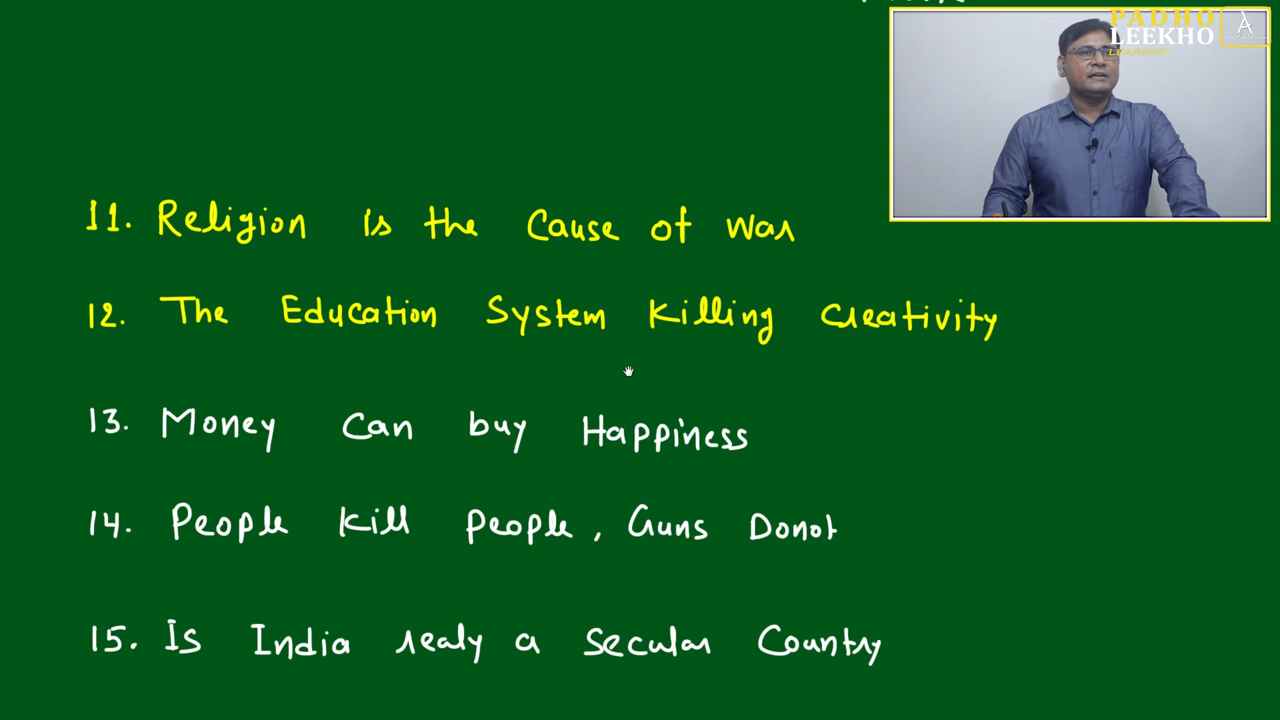 PADHO
LEEKHO
11. Religion is the cause of war
12. The Education System Killing Creativity
13. Money Can buy Happiness
14. People Kill People, Guns Donot
15. Is India realy a Secular Country